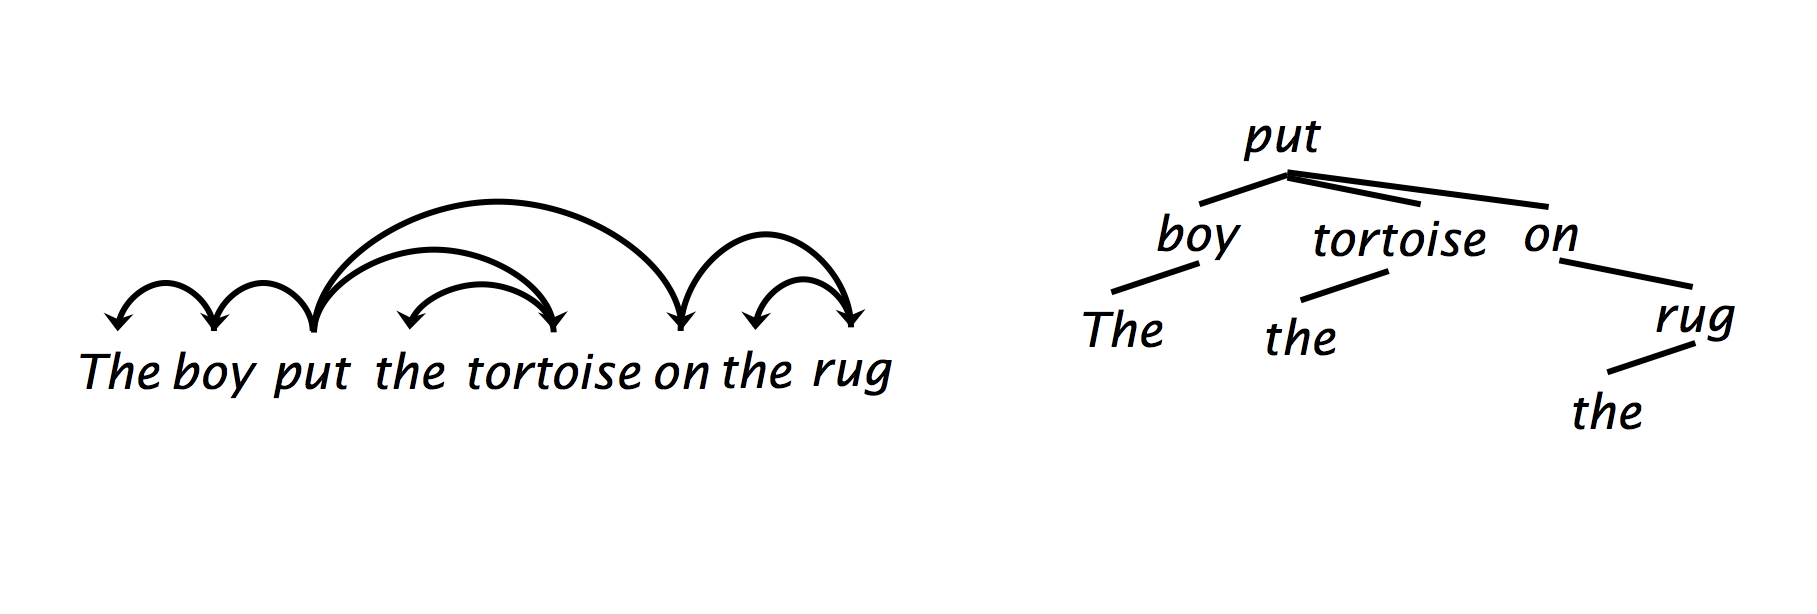 The boy put the tortoise on the rug
put
boy tortoise on
The the rug
the